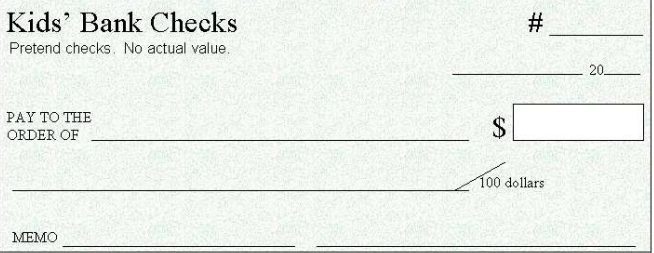 Kids' Bank Checks
#
Pretend checks. No actual value.
20
PAY TO THE
ORDER OF
$
100 dollars
MEMO